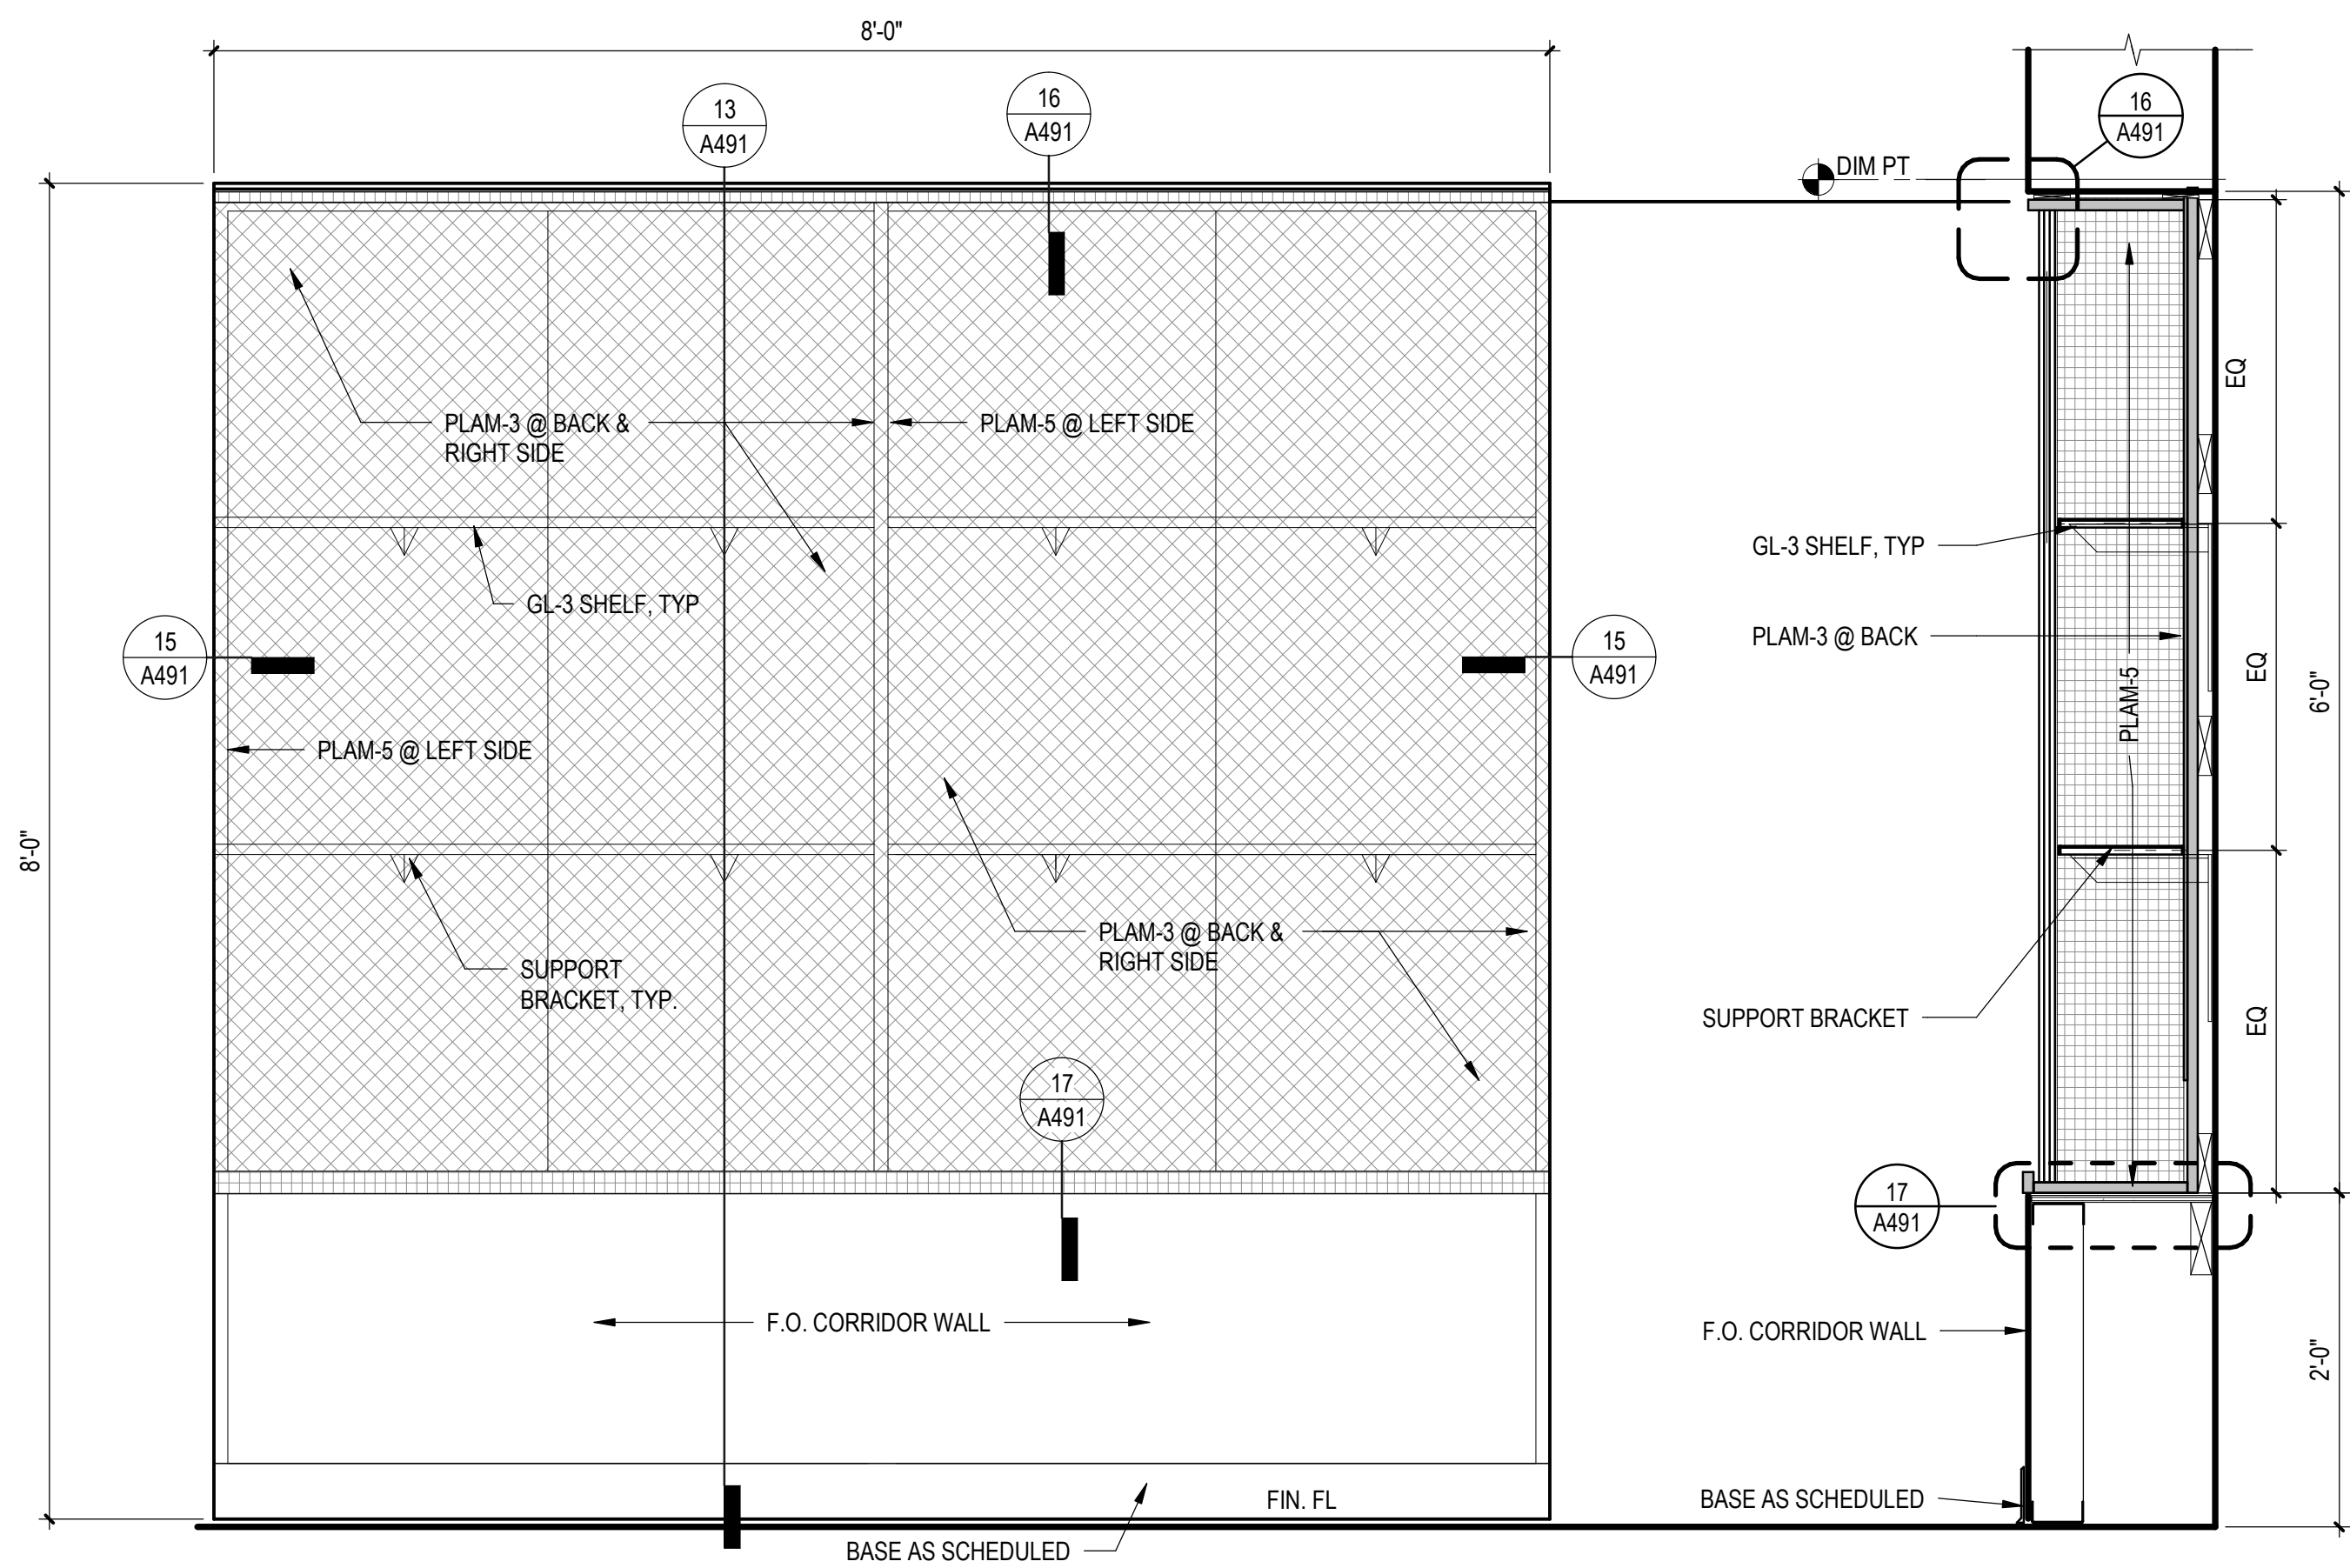 8'-0"
13
A491
16
A491
16
A491
DIM PT
PLAM-3 @ BACK &
RIGHT SIDE
PLAM-5 @ LEFT SIDE
EQ
GL-3 SHELF, TYP
GL-3 SHELF, TYP
15
A491
15
A491
PLAM-3 @ BACK
PLAM-5
EQ
6'-0"
PLAM-5 @ LEFT SIDE
8'-0"
PLAM-3 @ BACK &
RIGHT SIDE
SUPPORT
BRACKET, TYP.
SUPPORT BRACKET
EQ
17
A491
17
A491
F.O. CORRIDOR WALL
F.O. CORRIDOR WALL
2'-0"
FIN. FL
BASE AS SCHEDULED
BASE AS SCHEDULED